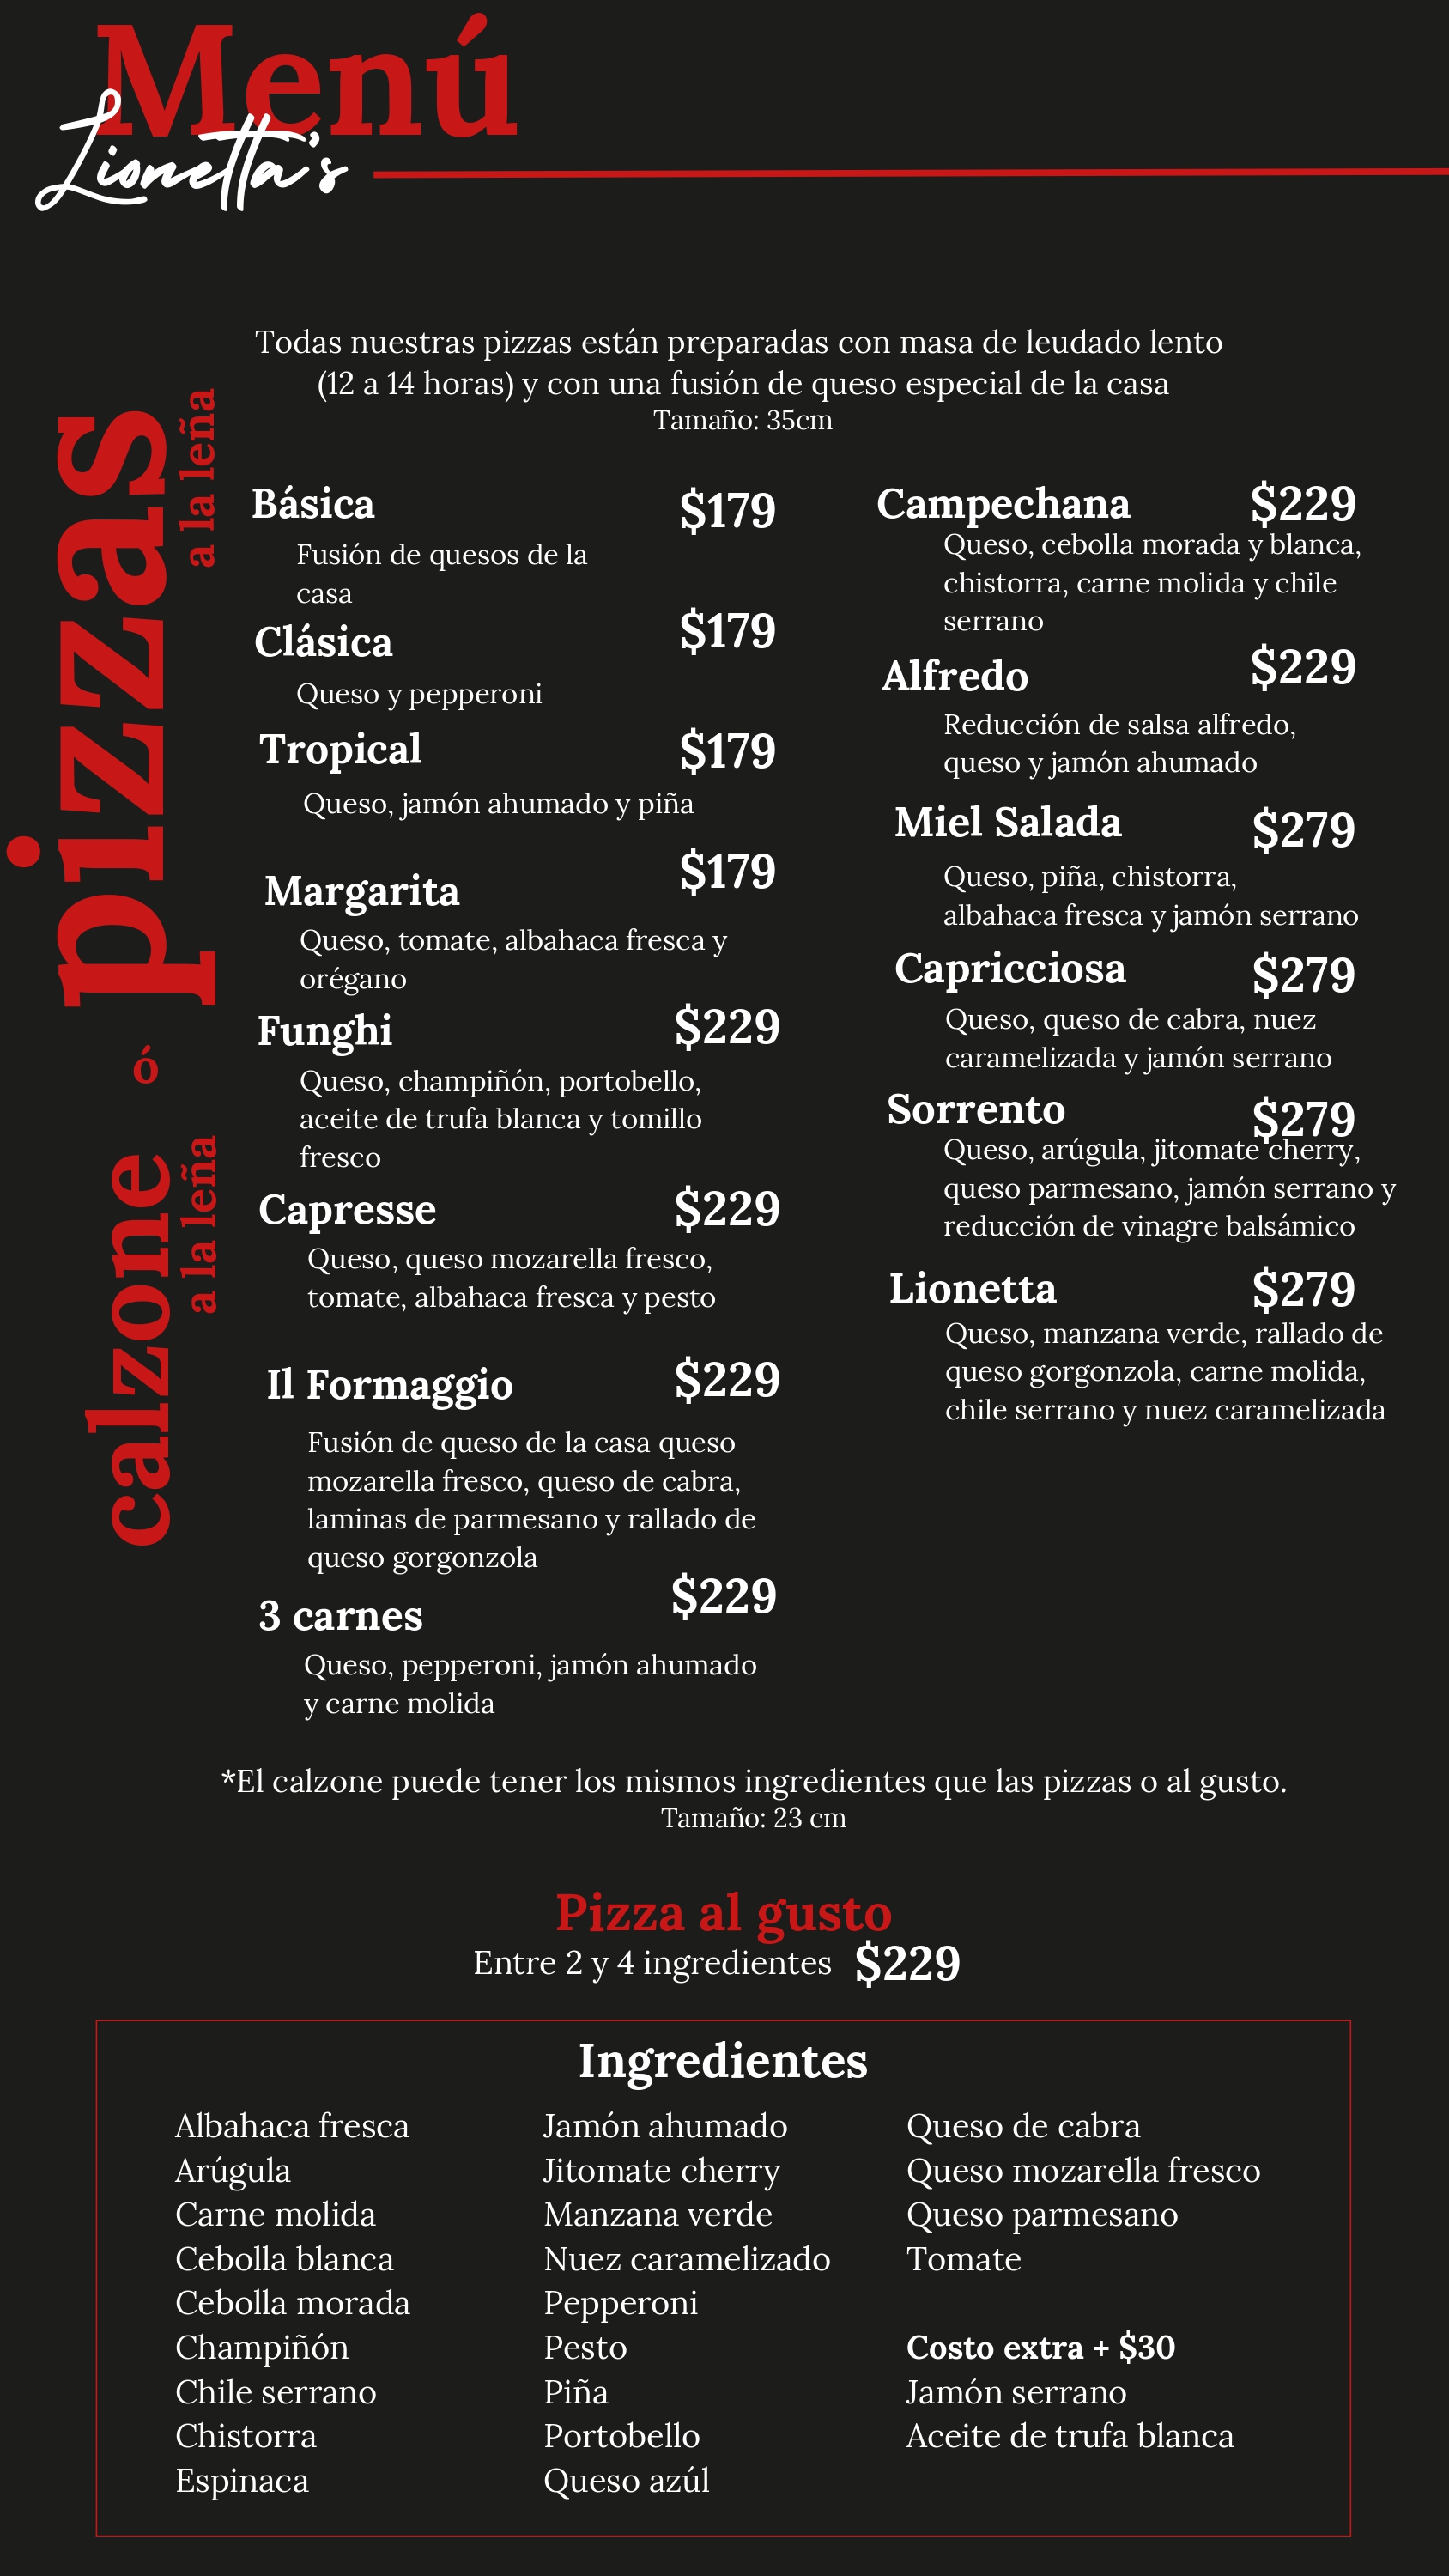 Menú
Lionetta's
Todas nuestras pizzas están preparadas con masa de leudado lento
(12 a 14 horas) y con una fusión de queso especial de la casa
Tamaño: 35cm
pizzas
a la leña
ó
calzone
a la leña
Básica $179
Fusión de quesos de la
casa
Clásica $179
Queso y pepperoni
Tropical $179
Queso, jamón ahumado y piña
Margarita $179
Queso, tomate, albahaca fresca y
orégano
Funghi $229
Queso, champiñón, portobello,
aceite de trufa blanca y tomillo
fresco
Capresse $229
Queso, queso mozarella fresco,
tomate, albahaca fresca y pesto
Il Formaggio $229
Fusión de queso de la casa queso
mozarella fresco, queso de cabra,
laminas de parmesano y rallado de
queso gorgonzola
3 carnes $229
Queso, pepperoni, jamón ahumado
y carne molida
Campechana $229
Queso, cebolla morada y blanca,
chistorra, carne molida y chile
serrano
Alfredo $229
Reducción de salsa alfredo,
queso y jamón ahumado
Miel Salada $279
Queso, piña, chistorra,
albahaca fresca y jamón serrano
Capricciosa $279
Queso, queso de cabra, nuez
caramelizada y jamón serrano
Sorrento $279
Queso, arúgula, jitomate cherry,
queso parmesano, jamón serrano y
reducción de vinagre balsámico
Lionetta $279
Queso, manzana verde, rallado de
queso gorgonzola, carne molida,
chile serrano y nuez caramelizada
*El calzone puede tener los mismos ingredientes que las pizzas o al gusto.
Tamaño: 23 cm
Pizza al gusto
Entre 2 y 4 ingredientes $229
Ingredientes
Albahaca fresca
Arúgula
Carne molida
Cebolla blanca
Cebolla morada
Champiñón
Chile serrano
Chistorra
Espinaca
Jamón ahumado
Jitomate cherry
Manzana verde
Nuez caramelizado
Pepperoni
Pesto
Piña
Portobello
Queso azúl
Queso de cabra
Queso mozarella fresco
Queso parmesano
Tomate
Costo extra + $30
Jamón serrano
Aceite de trufa blanca